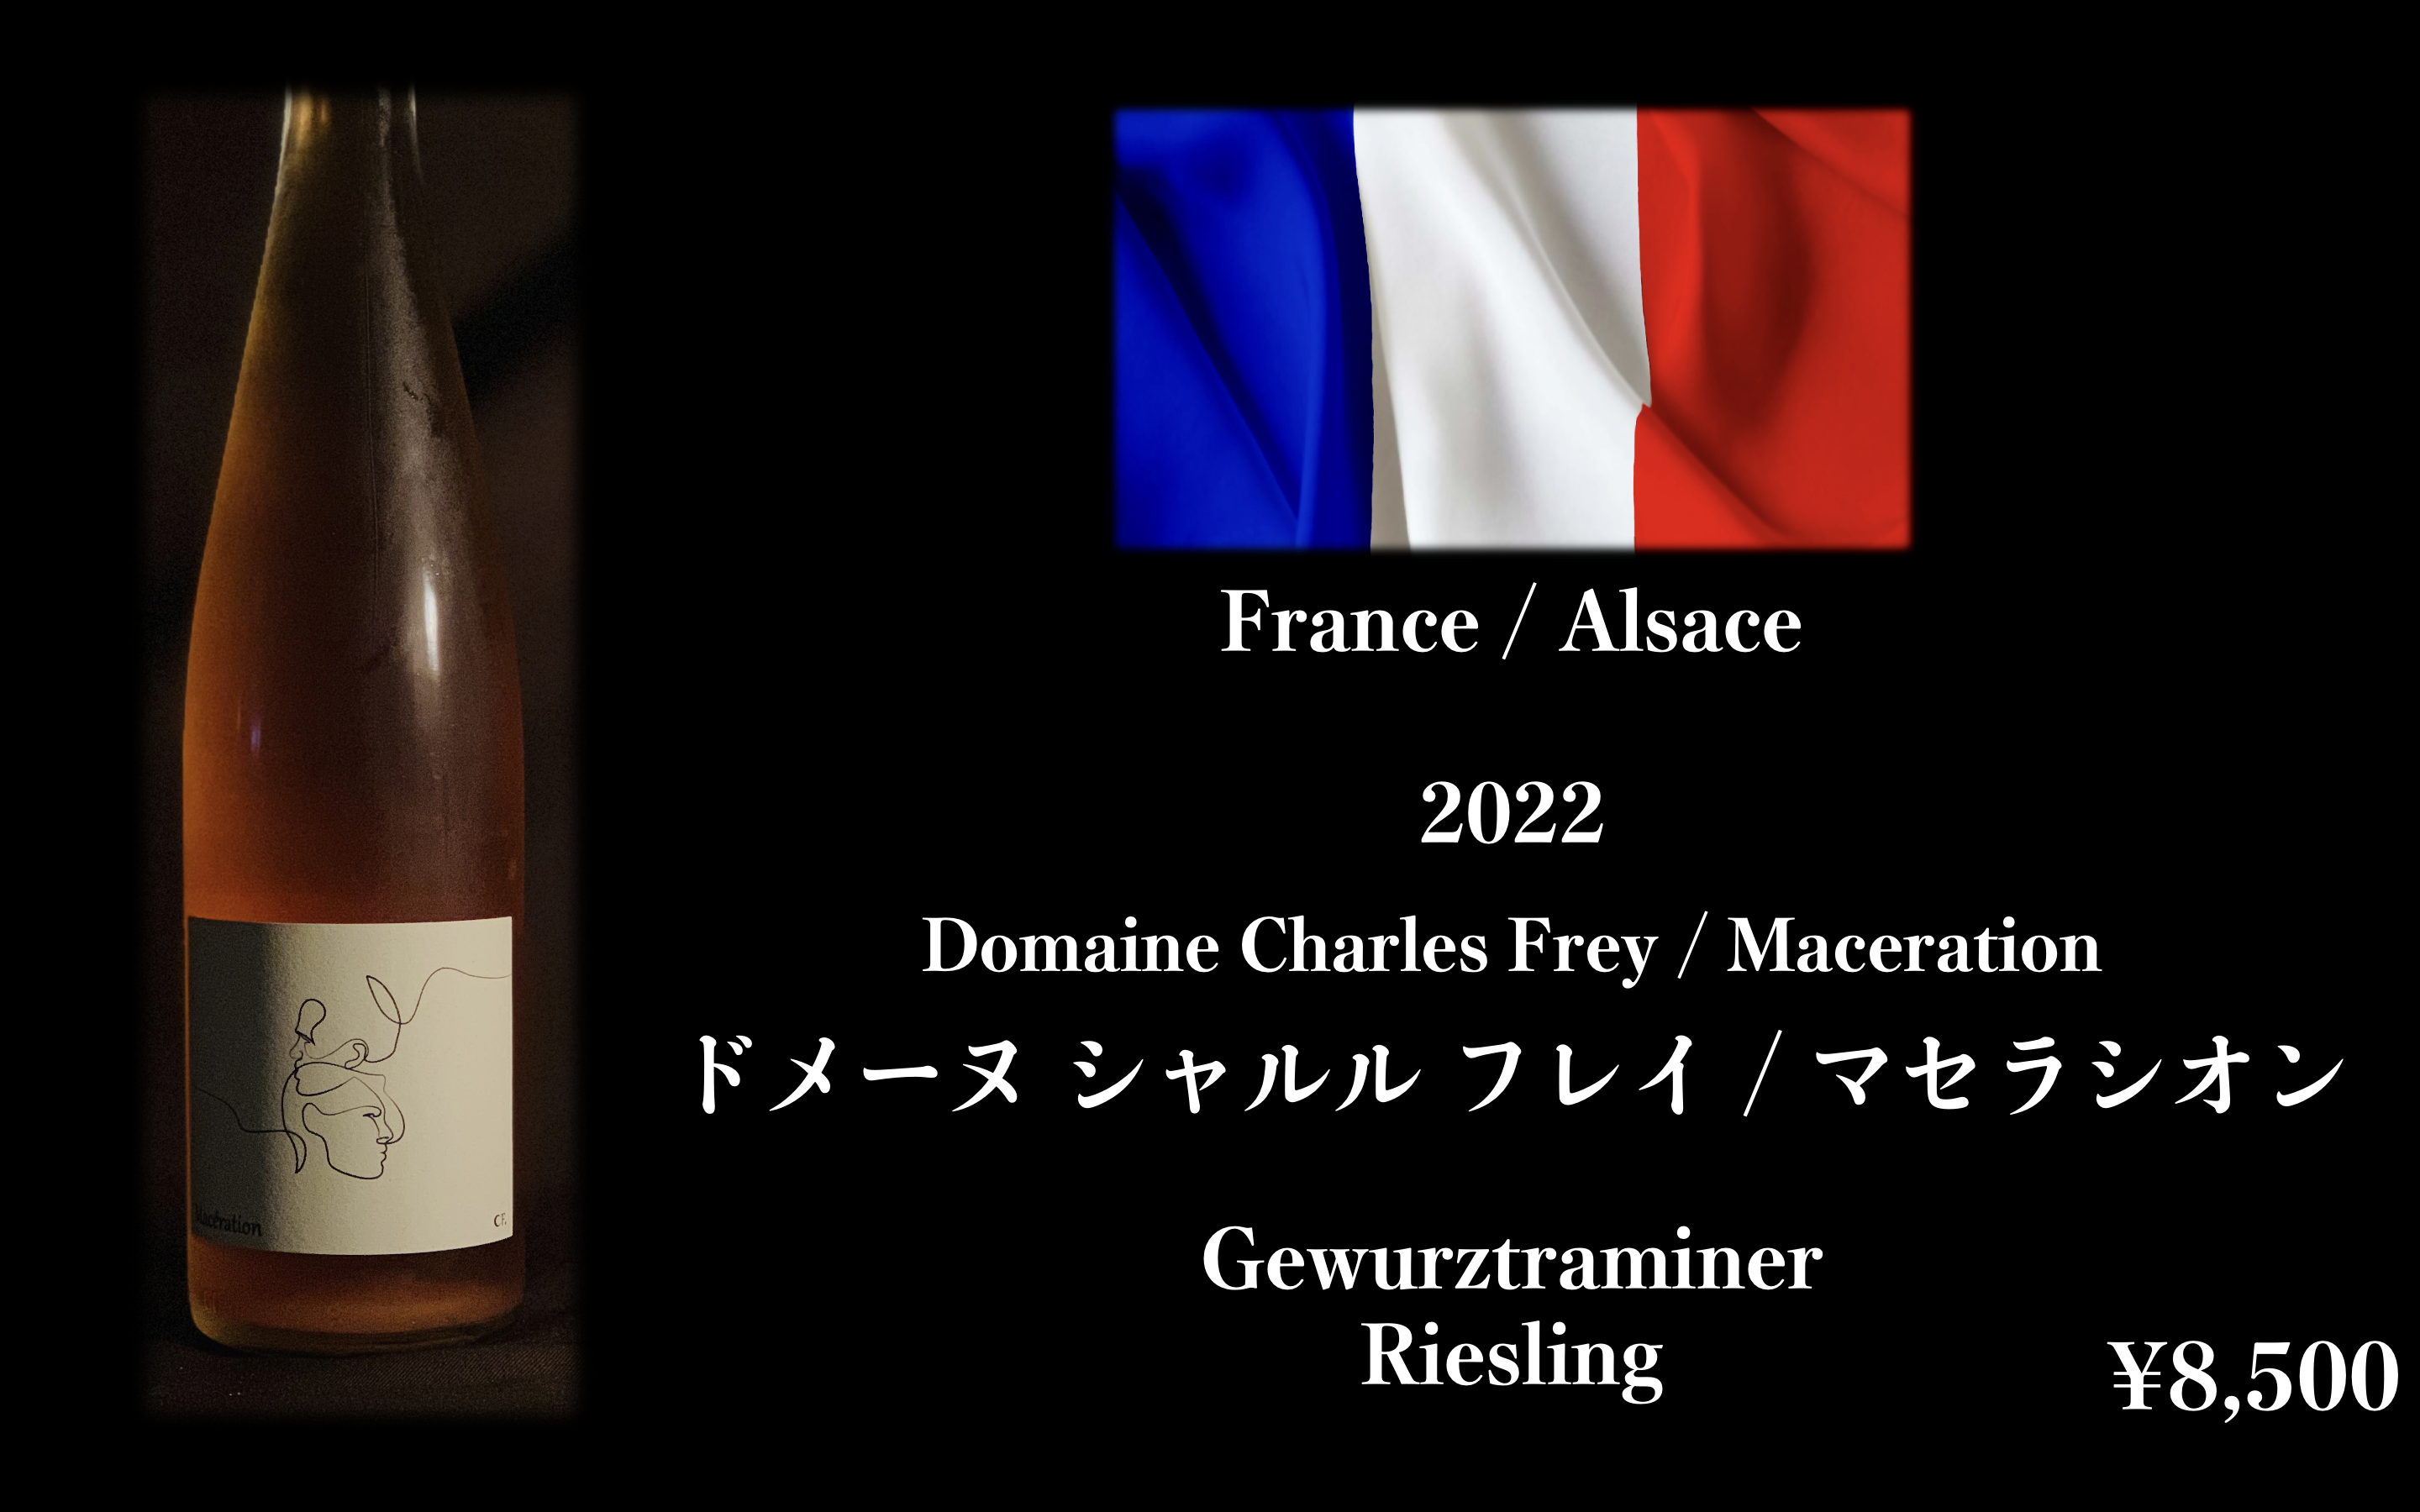 France / Alsace
2022
Domaine Charles Frey / Maceration
ドメーヌ シャルル フレイ / マセラシオン
Gewurztraminer
Riesling
¥8,500
Macération
CF.